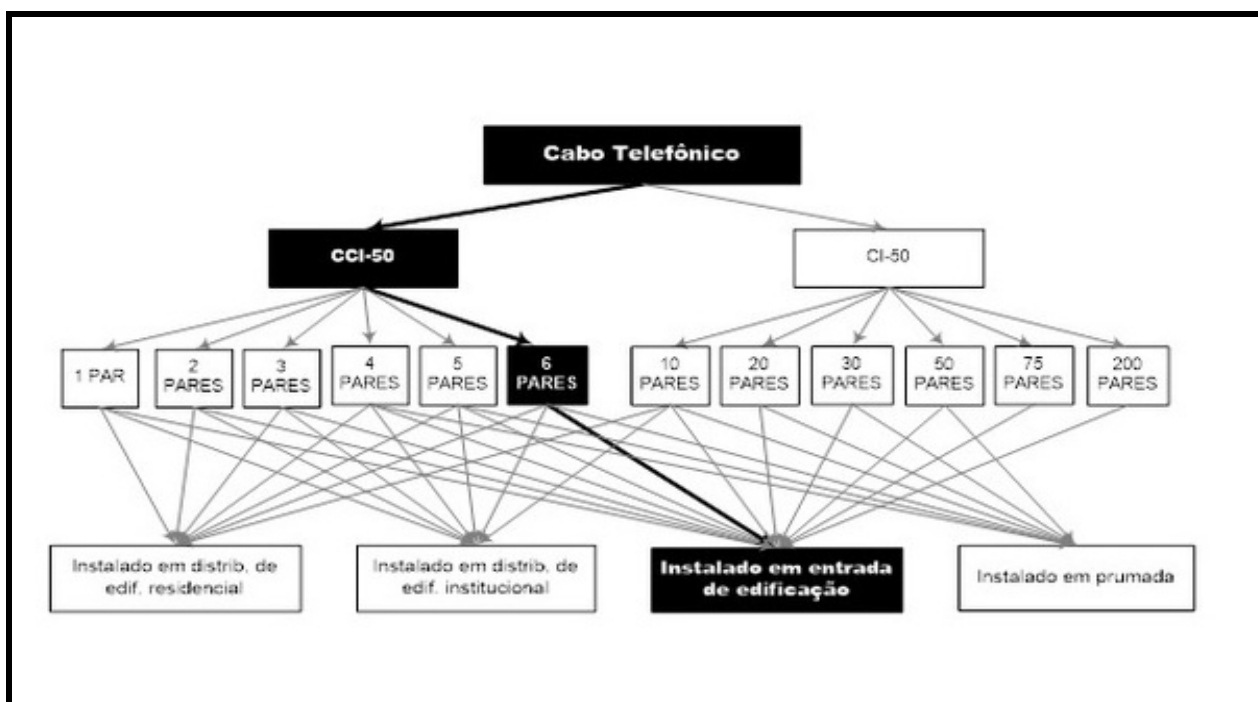 Cabo Telefônico
CCI-50
CI-50
1 PAR
2
PARES
3
PARES
4
PARES
5
PARES
6
PARES
10
PARES
20
PARES
30
PARES
50
PARES
75
PARES
200
PARES
Instalado em distrib. de
edif. residencial
Instalado em distrib. de
edif. institucional
Instalado em entrada
de edificação
Instalado em prumada